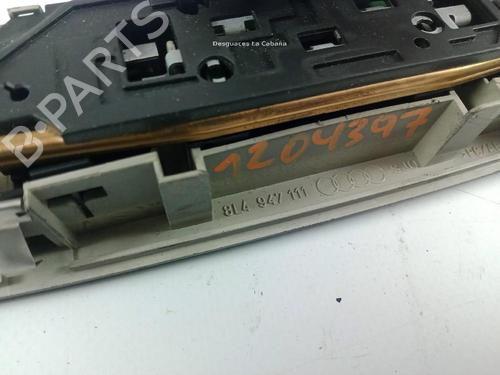 Desguaces La Cabaña
B-PARTS
1204397
8L4 947 111